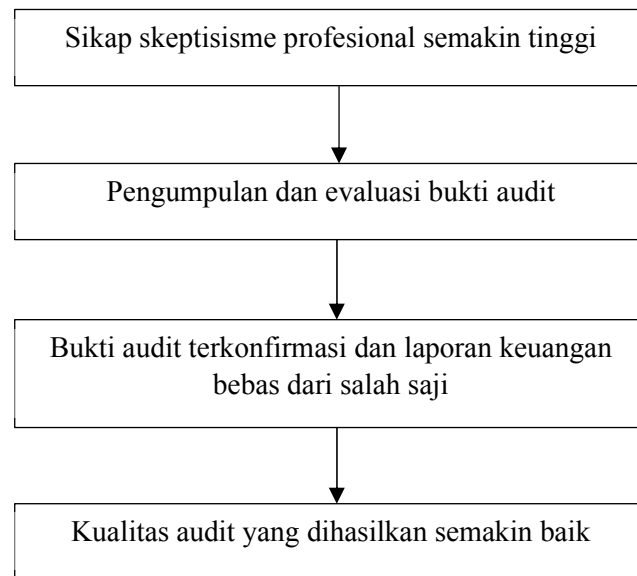 Sikap skeptisisme profesional semakin tinggi
Pengumpulan dan evaluasi bukti audit
Bukti audit terkonfirmasi dan laporan keuangan
bebas dari salah saji
Kualitas audit yang dihasilkan semakin baik